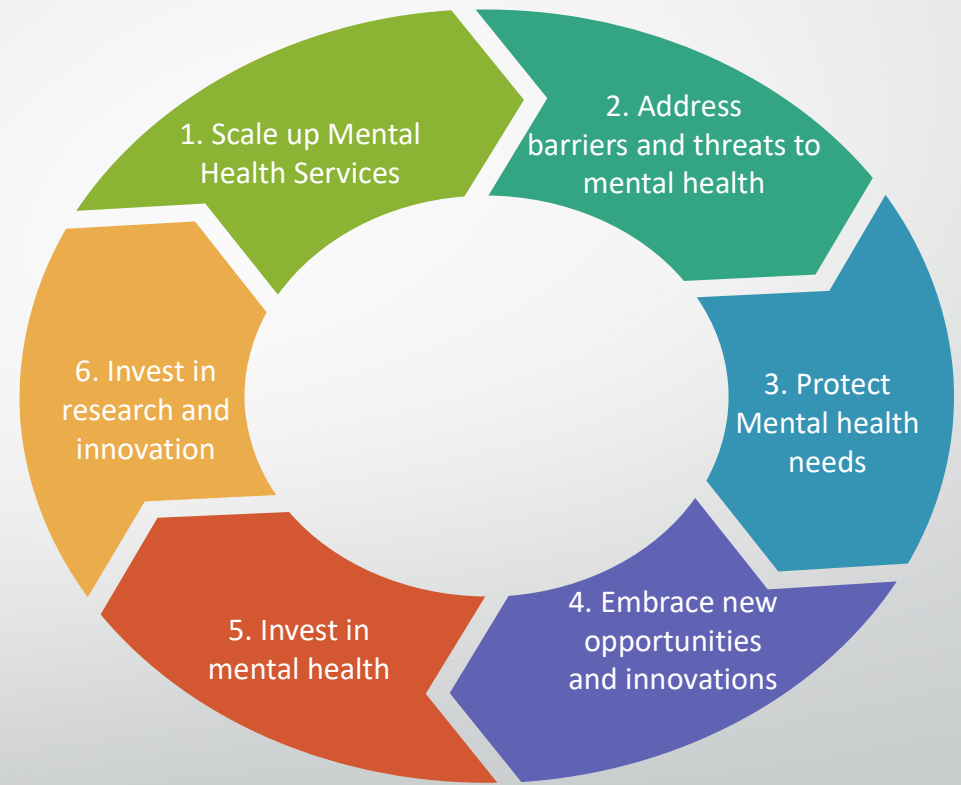 1. Scale up Mental
Health Services
2. Address
barriers and threats to
mental health
3. Protect
Mental health
needs
4. Embrace new
opportunities
and innovations
5. Invest in
mental health
6. Invest in
research and
innovation